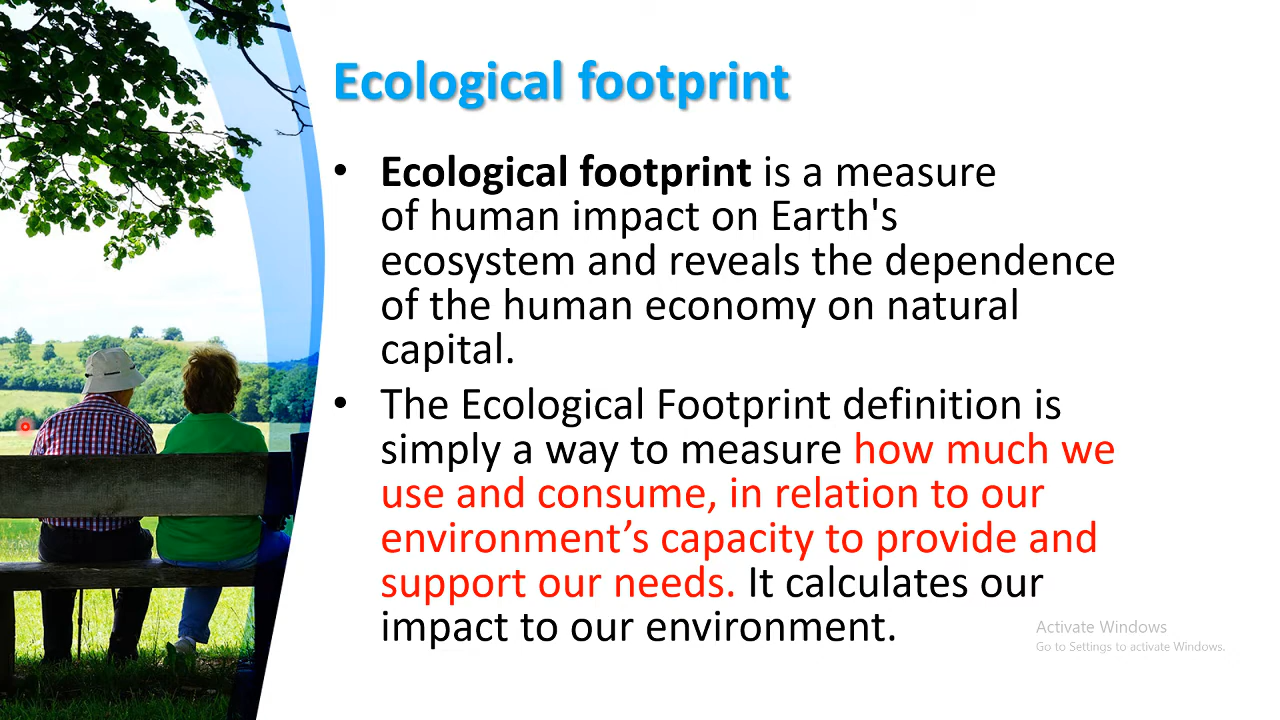 Ecological footprint
• Ecological footprint is a measure
of human impact on Earth's
ecosystem and reveals the dependence
of the human economy on natural
capital.
• The Ecological Footprint definition is
simply a way to measure how much we
use and consume, in relation to our
environment’s capacity to provide and
support our needs. It calculates our
impact to our environment.
Activate Windows
Go to Settings to activate Windows.